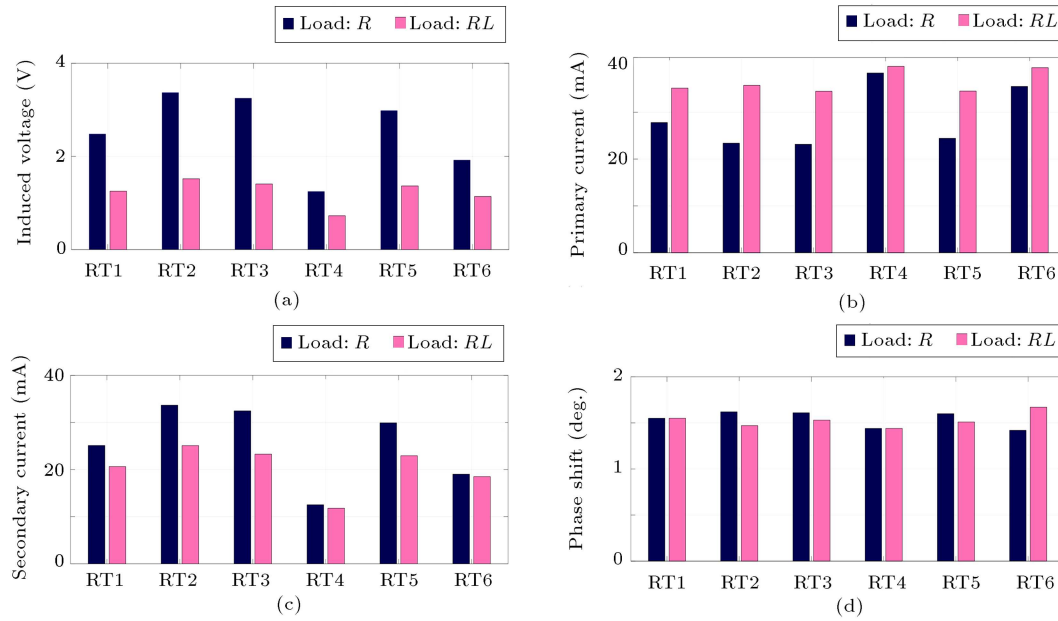 Load: R Load: RL
Induced voltage (V)
4
2
0
RT1 RT2 RT3 RT4 RT5 RT6
(a)
Load: R Load: RL
Primary current (mA)
40
20
0
RT1 RT2 RT3 RT4 RT5 RT6
(b)
Load: R Load: RL
Secondary current (mA)
40
20
0
RT1 RT2 RT3 RT4 RT5 RT6
(c)
Load: R Load: RL
Phase shift (deg.)
2
1
0
RT1 RT2 RT3 RT4 RT5 RT6
(d)